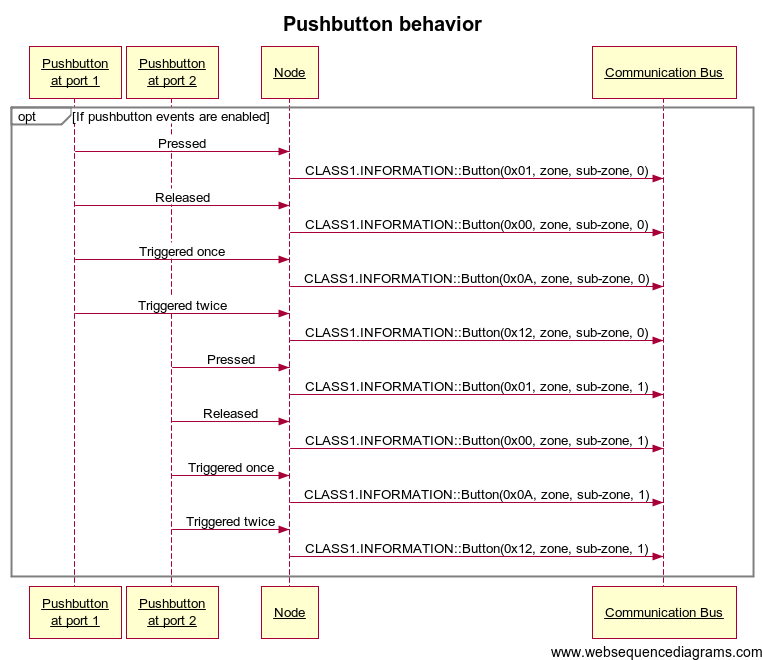 Pushbutton behavior
Pushbutton
at port 1
Pushbutton
at port 2
Node
Communication Bus
opt
[If pushbutton events are enabled]
Pressed
CLASS1.INFORMATION::Button(0x01, zone, sub-zone, 0)
Released
CLASS1.INFORMATION::Button(0x00, zone, sub-zone, 0)
Triggered once
CLASS1.INFORMATION::Button(0x0A, zone, sub-zone, 0)
Triggered twice
CLASS1.INFORMATION::Button(0x12, zone, sub-zone, 0)
Pressed
CLASS1.INFORMATION::Button(0x01, zone, sub-zone, 1)
Released
CLASS1.INFORMATION::Button(0x00, zone, sub-zone, 1)
Triggered once
CLASS1.INFORMATION::Button(0x0A, zone, sub-zone, 1)
Triggered twice
CLASS1.INFORMATION::Button(0x12, zone, sub-zone, 1)
Pushbutton
at port 1
Pushbutton
at port 2
Node
Communication Bus
www.websequencediagrams.com